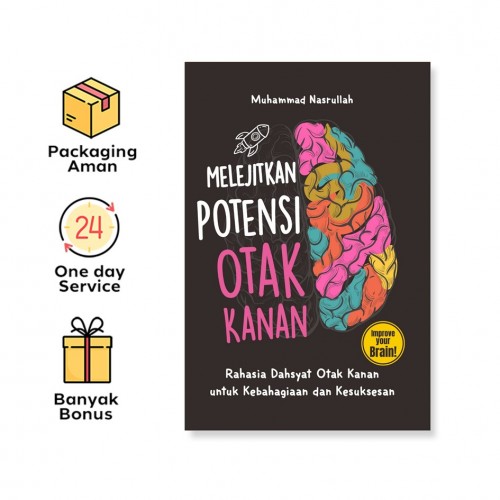 Packaging
Aman
24
One day
Service
Banyak
Bonus
Muhammad Nasrullah
MELEJITKAN
POTENSI
OTAK
KANAN
Improve
your
Brain!
Rahasia Dahsyat Otak Kanan
untuk Kebahagiaan dan Kesuksesan